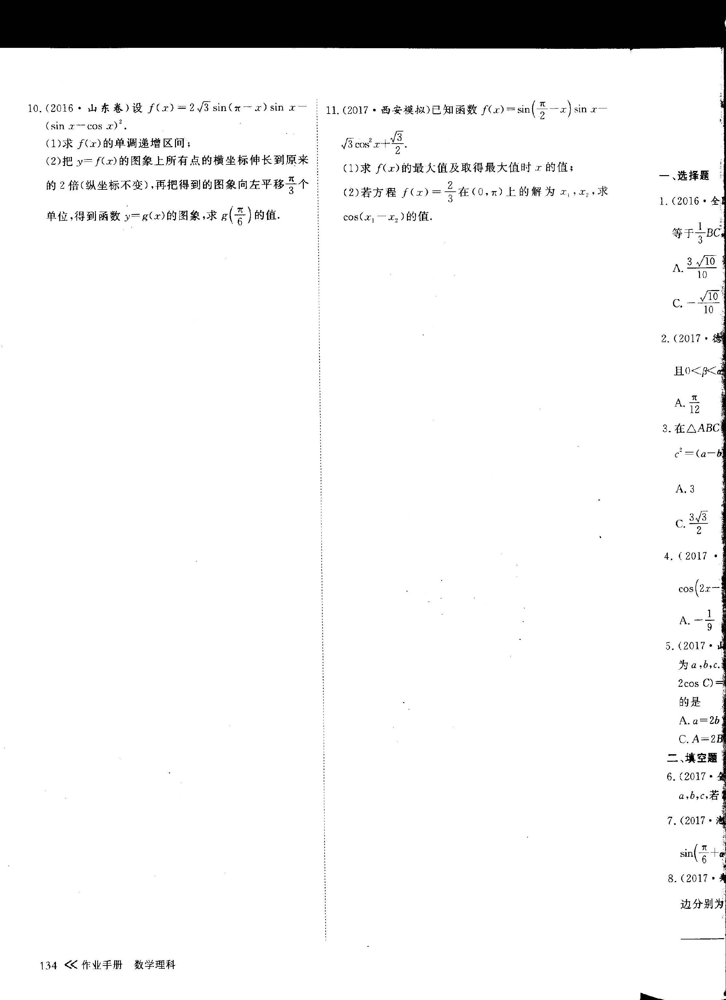 10.(2016·山东卷)设 f(x)=2√3 sin(π-x)sin x-
(sin x-cos x)².
(1)求 f(x)的单调递增区间;
(2)把 y=f(x)的图象上所有点的横坐标伸长到原来
的 2 倍(纵坐标不变),再把得到的图象向左平移π/3个
单位,得到函数 y=g(x)的图象,求 g(π/6)的值.
11.(2017·西安模拟)已知函数 f(x)=sin(π/2-x)sin x-
√3cos²x+√3/2.
(1)求 f(x)的最大值及取得最大值时 x 的值;
(2)若方程 f(x)=2/3在(0,π)上的解为 x₁,x₂,求
cos(x₁-x₂)的值.
一、选择题
1.(2016·全
等于1/3BC
A. 3√10/10
C. -√10/10
2.(2017·德
且0<β<α
A. π/12
3.在△ABC
c²=(a-b
A. 3
C. 3√3/2
4.(2017·
cos(2x-
A. -1/9
5.(2017·山
为 a,b,c.
2cos C)=
的是
A. a=2b
C. A=2B
二、填空题
6.(2017·全
a,b,c,若
7.(2017·
sin(π/6+α
8.(2017·
边分别为
134 ≪ 作业手册 数学理科